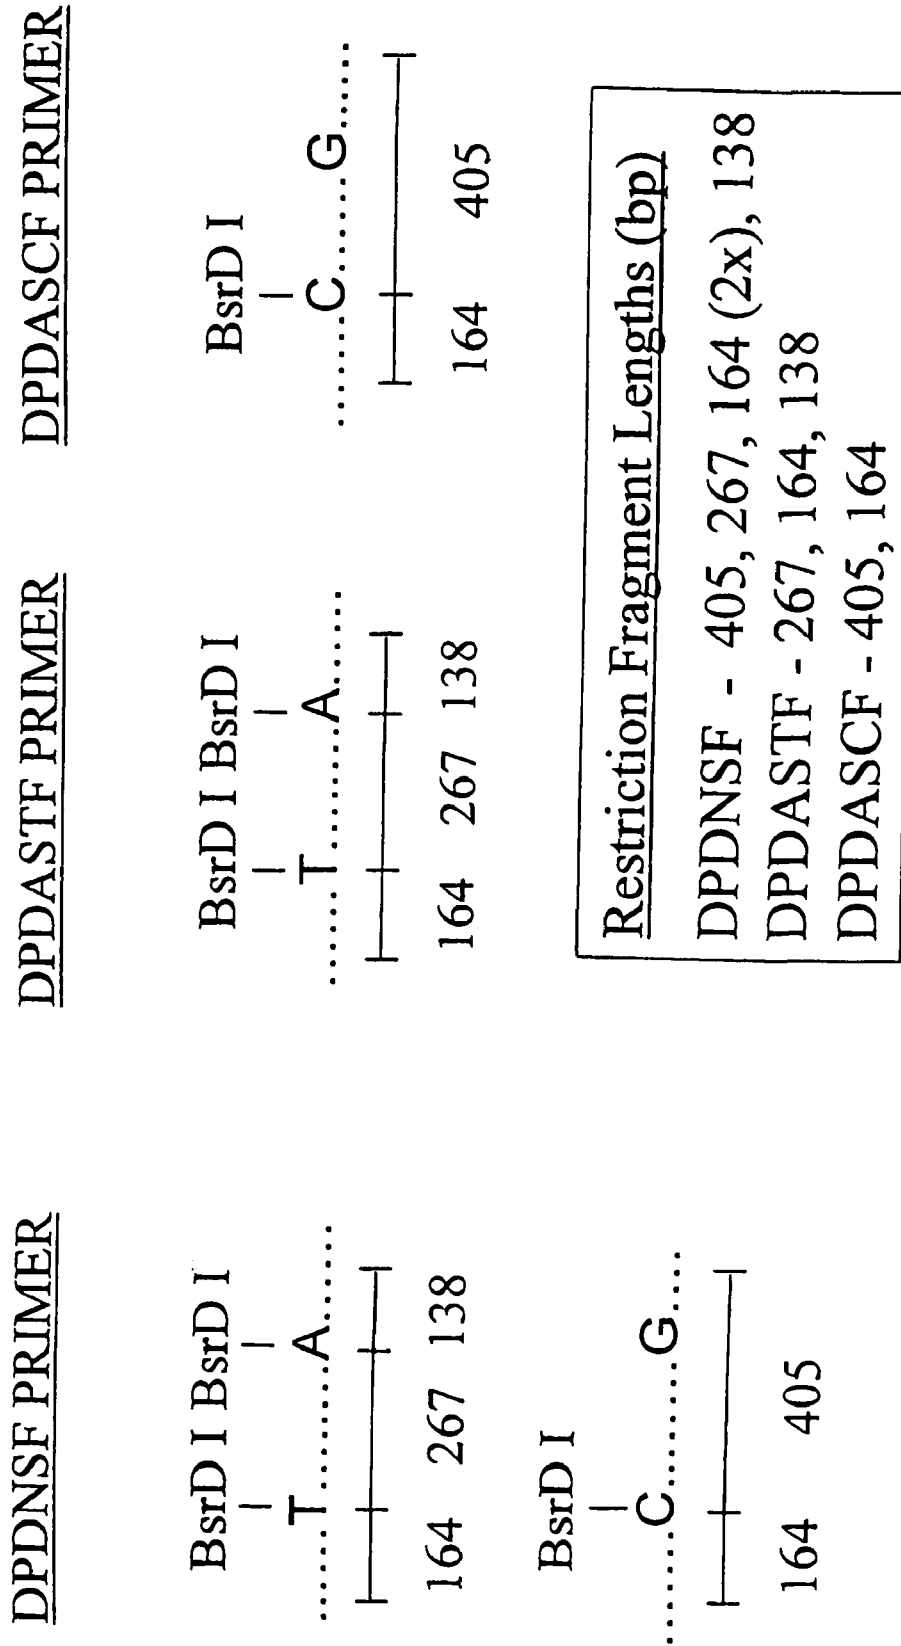 DPDNSF PRIMER
BsrD I BsrD I
......T..........A......
164 267 138
BsrD I
.........C.........G.....
164 405
DPDASTF PRIMER
BsrD I BsrD I
......T..........A......
164 267 138
DPDASCF PRIMER
BsrD I
.........C.........G......
164 405
Restriction Fragment Lengths (bp)
DPDNSF - 405, 267, 164 (2x), 138
DPDASTF - 267, 164, 138
DPDASCF - 405, 164